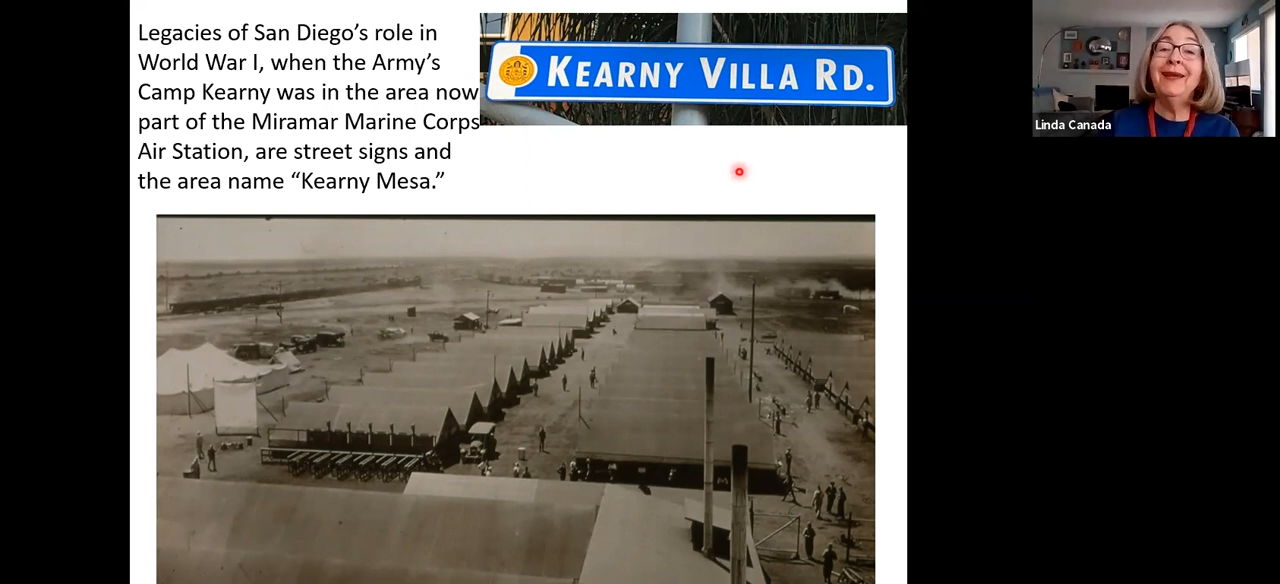 Legacies of San Diego’s role in
World War I, when the Army’s
Camp Kearny was in the area now
part of the Miramar Marine Corps
Air Station, are street signs and
the area name “Kearny Mesa.”
KEARNY VILLA RD.
Linda Canada